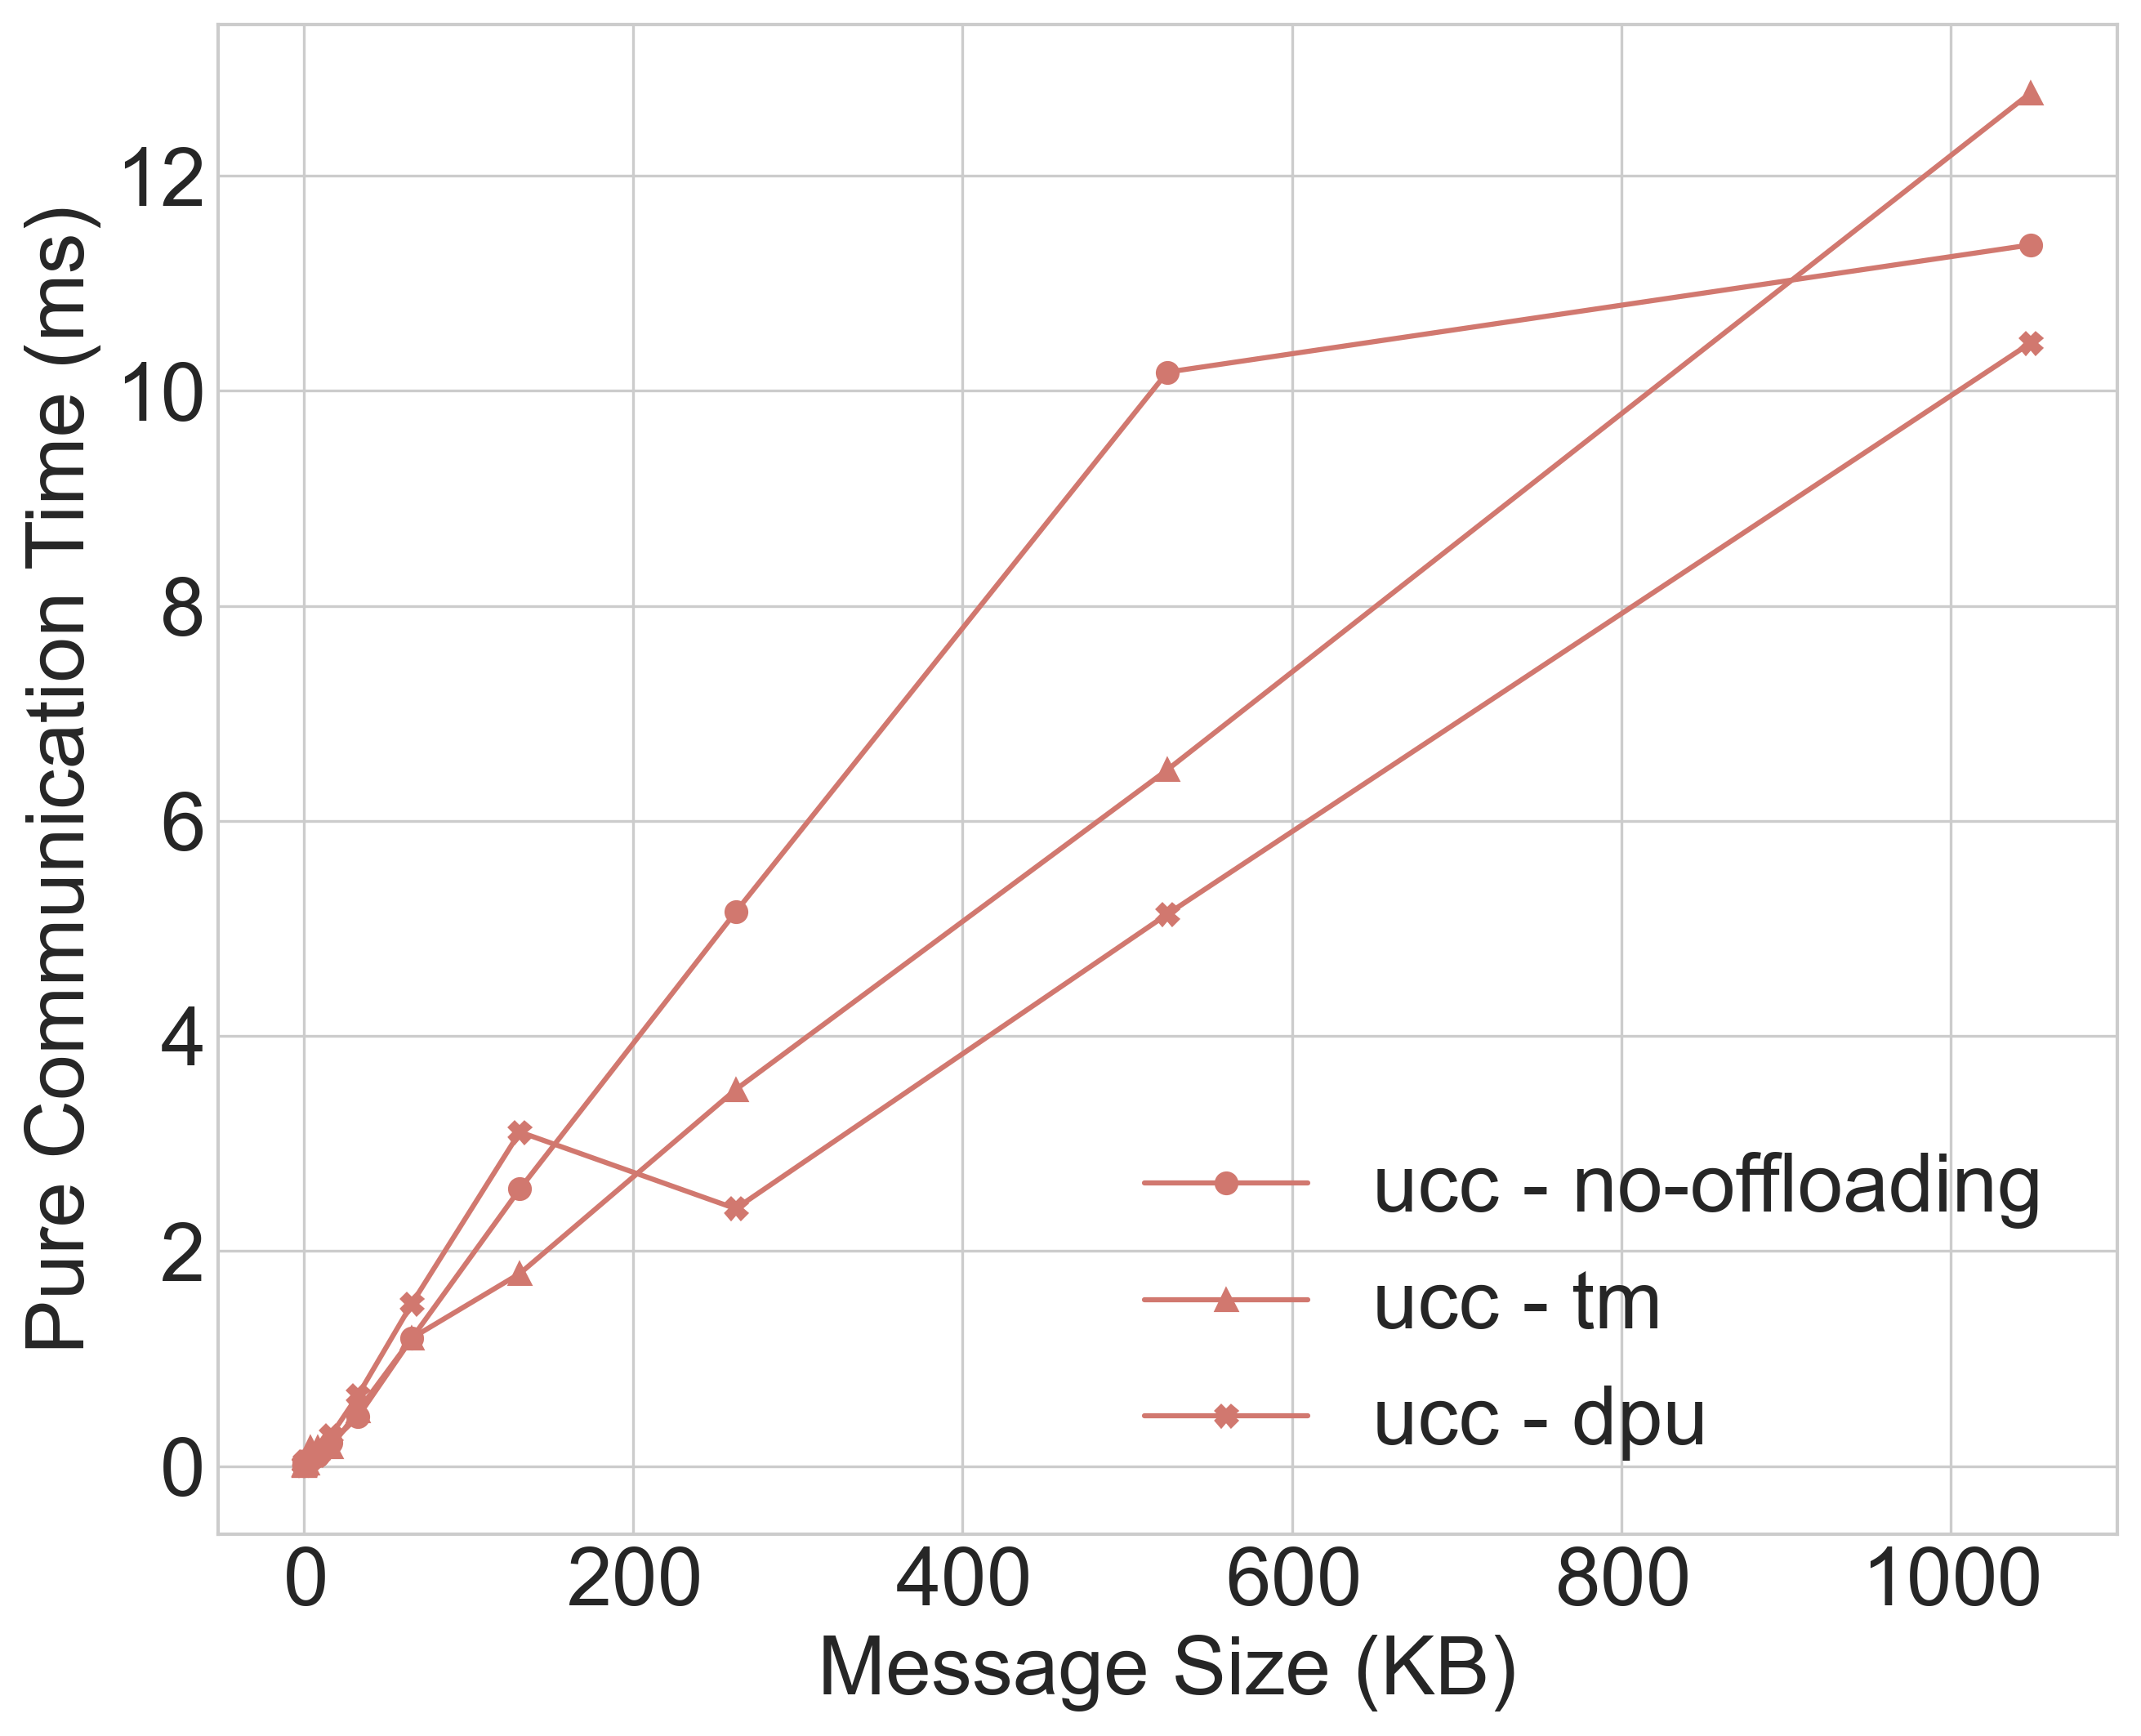 Pure Communication Time (ms)
12
10
8
6
4
2
0
ucc - no-offloading
ucc - tm
ucc - dpu
0 200 400 600 800 1000
Message Size (KB)